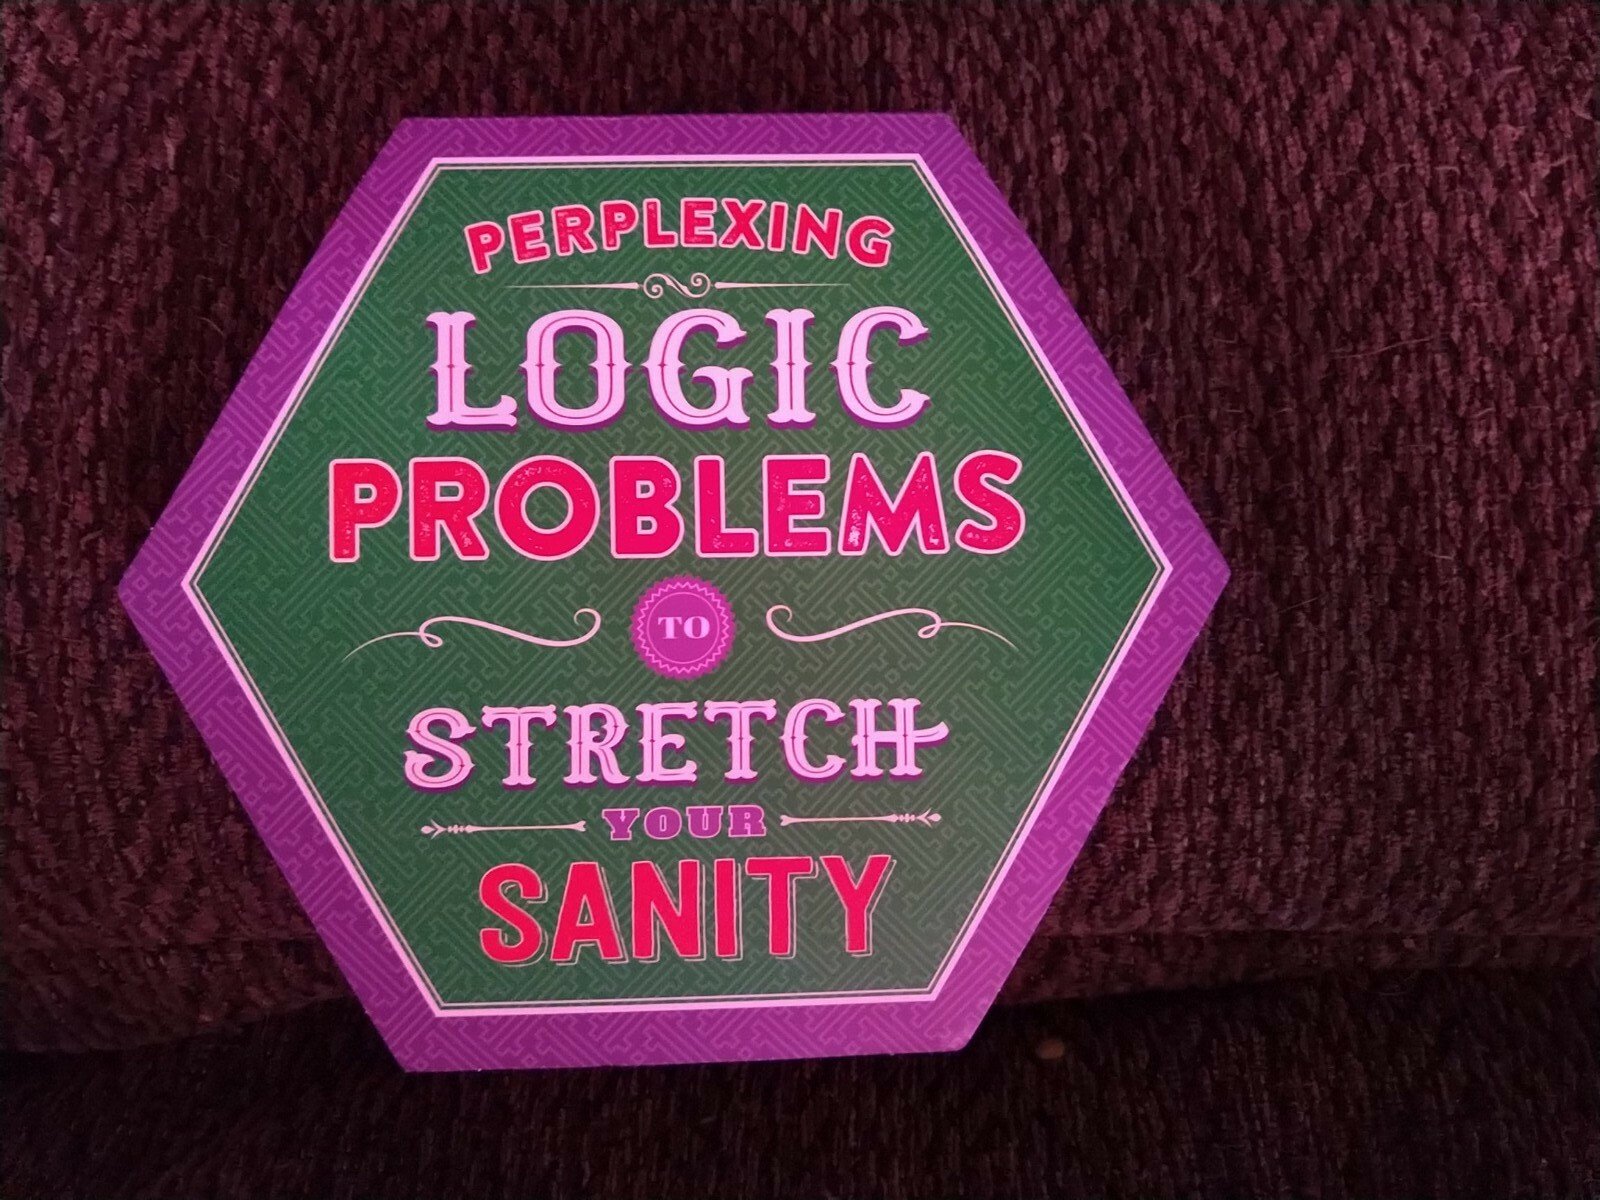 PERPLEXING
LOGIC
PROBLEMS
TO
STRETCH
YOUR
SANITY